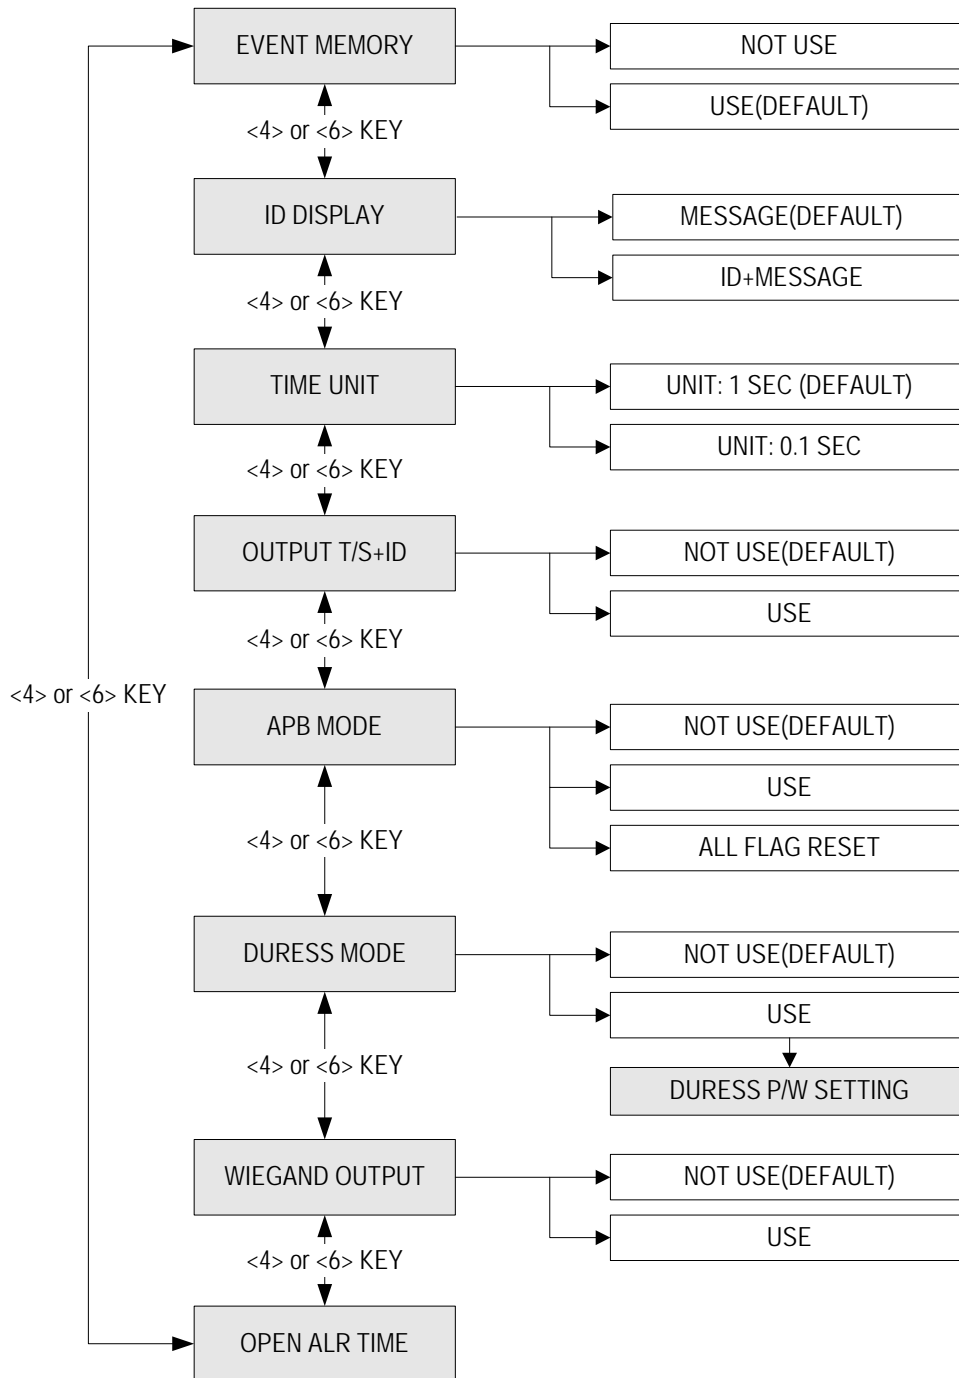 EVENT MEMORY
NOT USE
USE(DEFAULT)
<4> or <6> KEY
ID DISPLAY
MESSAGE(DEFAULT)
ID+MESSAGE
<4> or <6> KEY
TIME UNIT
UNIT: 1 SEC (DEFAULT)
UNIT: 0.1 SEC
<4> or <6> KEY
OUTPUT T/S+ID
NOT USE(DEFAULT)
USE
<4> or <6> KEY
<4> or <6> KEY
APB MODE
NOT USE(DEFAULT)
USE
ALL FLAG RESET
<4> or <6> KEY
DURESS MODE
NOT USE(DEFAULT)
USE
DURESS P/W SETTING
<4> or <6> KEY
WIEGAND OUTPUT
NOT USE(DEFAULT)
USE
<4> or <6> KEY
OPEN ALR TIME